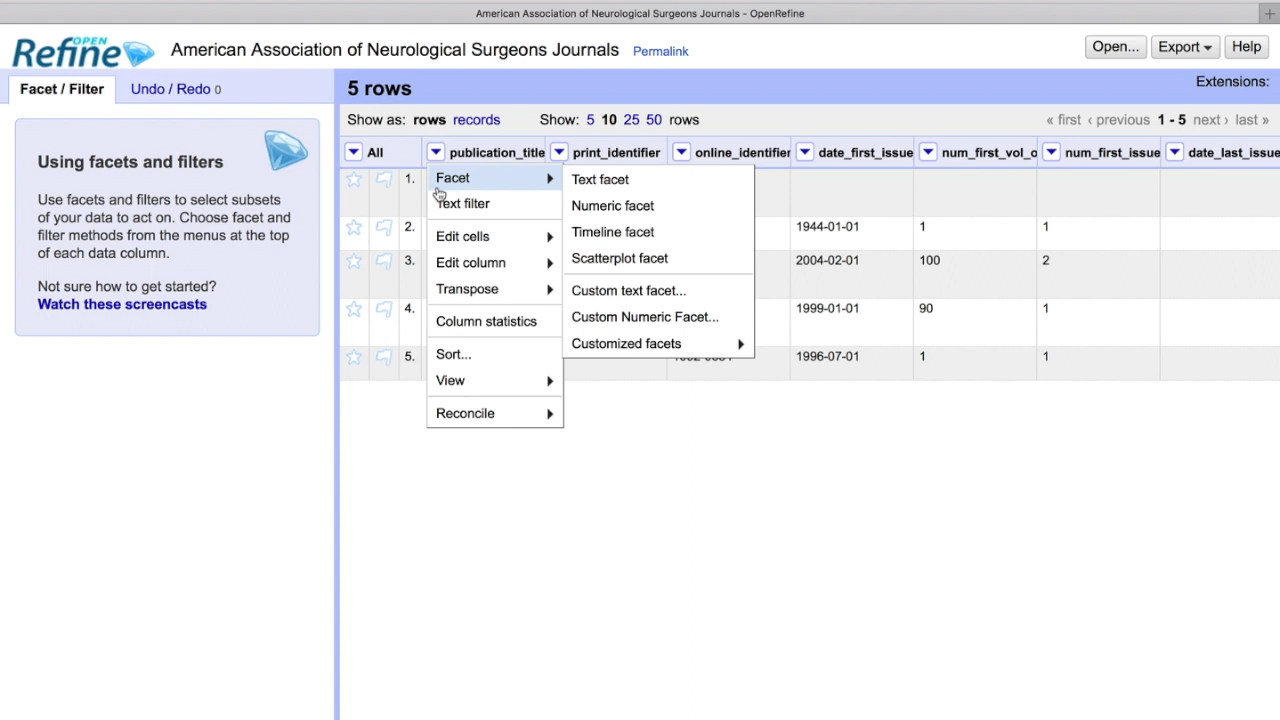 American Association of Neurological Surgeons Journals - OpenRefine
OPEN
Refine
American Association of Neurological Surgeons Journals Permalink
Open... Export Help
Facet / Filter Undo / Redo 0
5 rows
Extensions:
Show as: rows records Show: 5 10 25 50 rows
« first ‹ previous 1 - 5 next › last »
All publication_title print_identifier online_identifier date_first_issue num_first_vol_o num_first_issue date_last_issue
Using facets and filters
Use facets and filters to select subsets
of your data to act on. Choose facet and
filter methods from the menus at the top
of each data column.
Not sure how to get started?
Watch these screencasts
1.
2. 1944-01-01 1 1
3. 2004-02-01 100 2
4. 1999-01-01 90 1
5. 1996-07-01 1 1
Facet
Text filter
Edit cells
Edit column
Transpose
Column statistics
Sort...
View
Reconcile
Text facet
Numeric facet
Timeline facet
Scatterplot facet
Custom text facet...
Custom Numeric Facet...
Customized facets